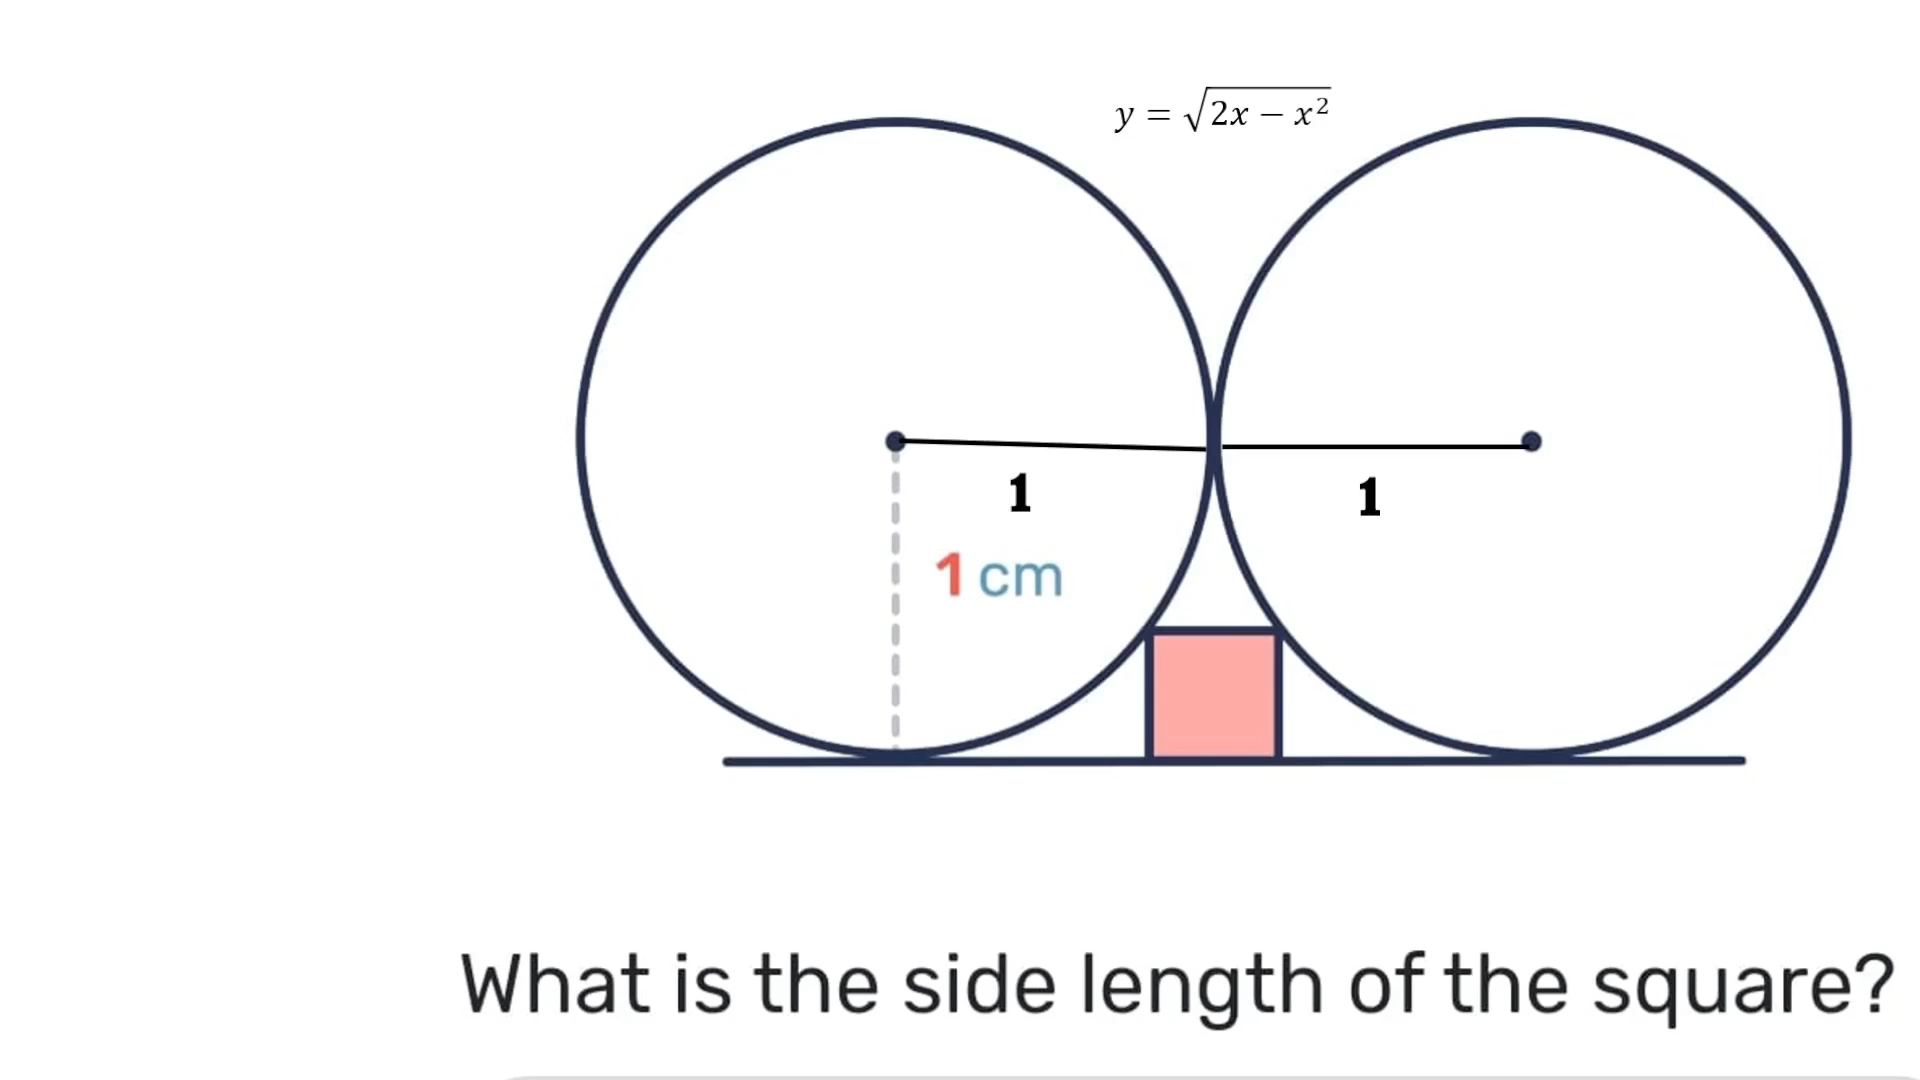 y = √(2x − x²)
1
1
1 cm
What is the side length of the square?